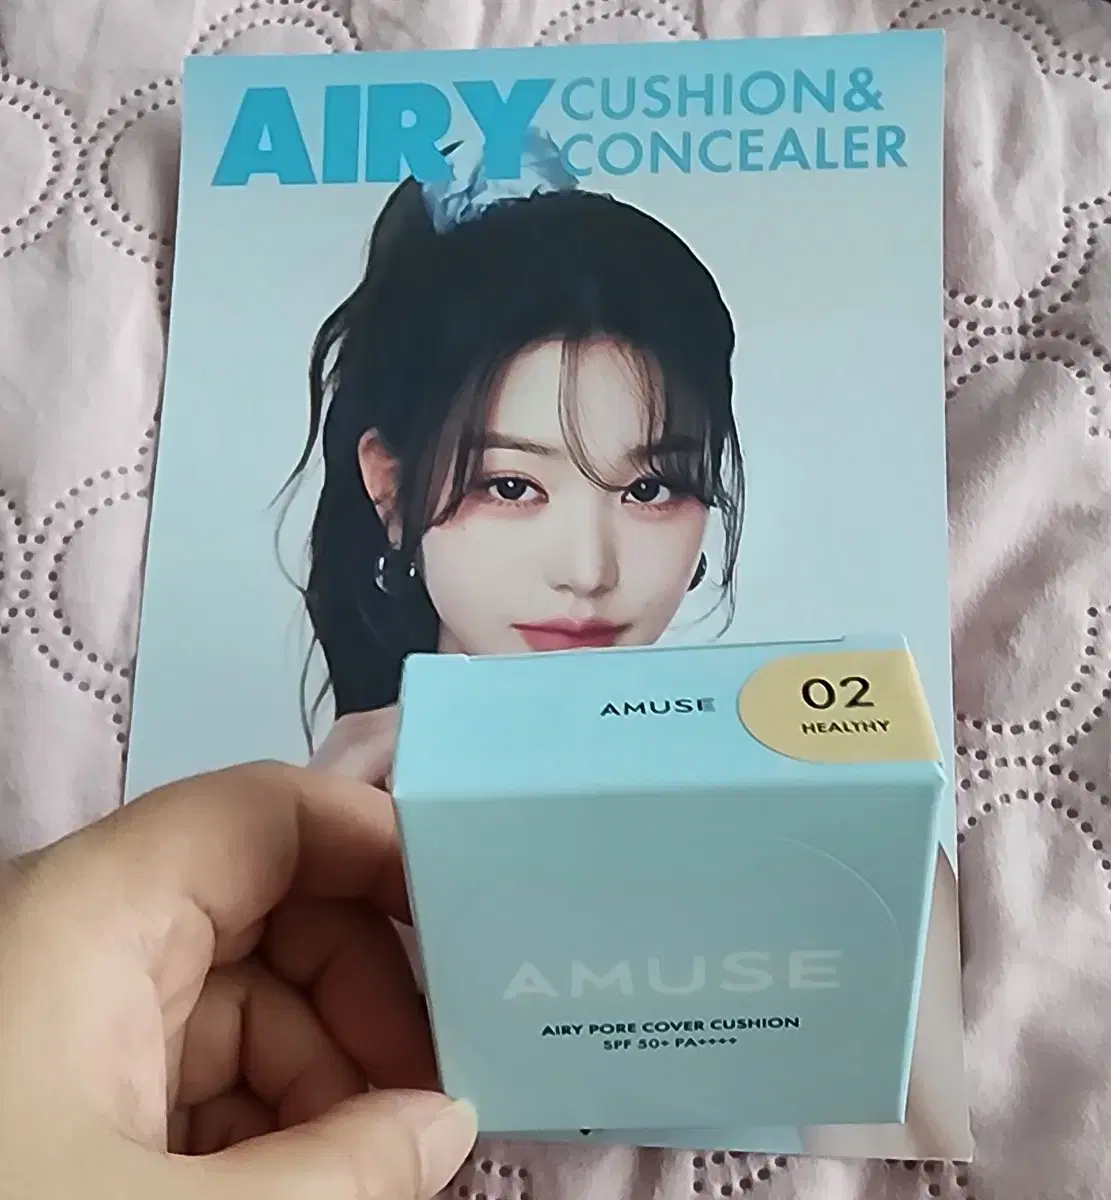 AIRY CUSHION&
CONCEALER
AMUSE
02
HEALTHY
AMUSE
AIRY PORE COVER CUSHION
SPF 50+ PA++++